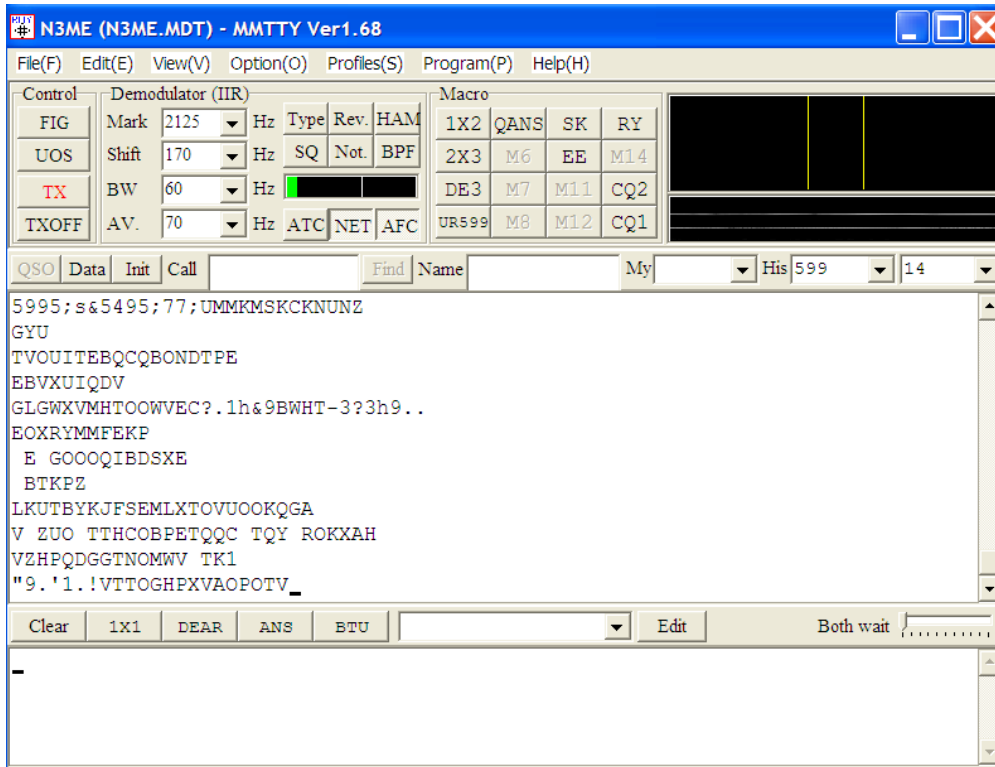 N3ME (N3ME.MDT) - MMTTY Ver1.68
File(F) Edit(E) View(V) Option(O) Profiles(S) Program(P) Help(H)
Control Demodulator (IIR) Macro
FIG Mark 2125 Hz Type Rev. HAM 1X2 QANS SK RY
UOS Shift 170 Hz SQ Not. BPF 2X3 M6 EE M14
TX BW 60 Hz DE3 M7 M11 CQ2
TXOFF AV. 70 Hz ATC NET AFC UR599 M8 M12 CQ1
QSO Data Init Call Find Name My His 599 14
5995;s&5495;77;UMMKMSKCKNUNZ
GYU
TVOUITEBQCQBONDTPE
EBVXUIQDV
GLGWXVMHTOOWVEC?.1h&9BWHT-3?3h9..
EOXRYMMFEKP
E GOOOQIBDSXE
BTKPZ
LKUTBYKJFSEMLXTOVUOOKQGA
V ZUO TTHCOBPETQQC TQY ROKXAH
VZHPQDGGTNOMWV TK1
"9.'1.!VTTOGHPXVAOPOTV_
Clear 1X1 DEAR ANS BTU Edit Both wait